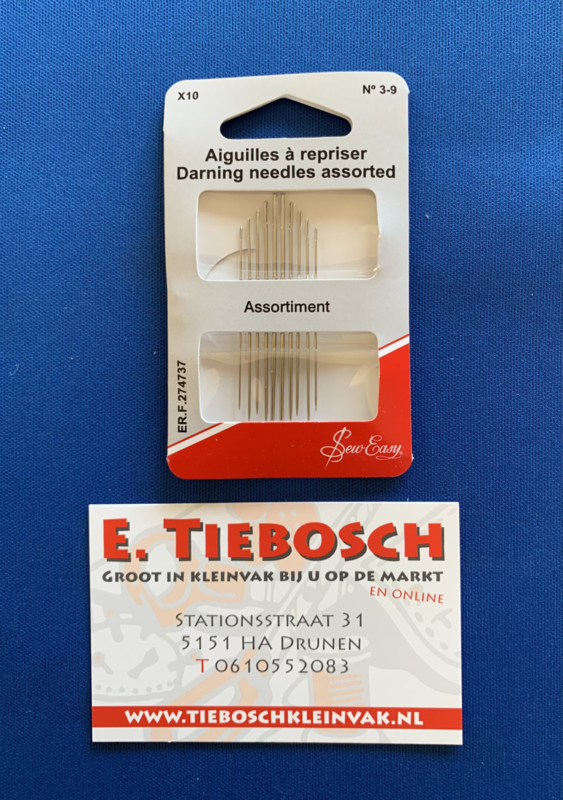 X10 N° 3-9
Aiguilles à repriser
Darning needles assorted
Assortiment
ER.F.274737
Sew Easy
E. TIEBOSCH
GROOT IN KLEINVAK BIJ U OP DE MARKT
EN ONLINE
STATIONSSTRAAT 31
5151 HA DRUNEN
T 0610552083
WWW.TIEBOSCHKLEINVAK.NL